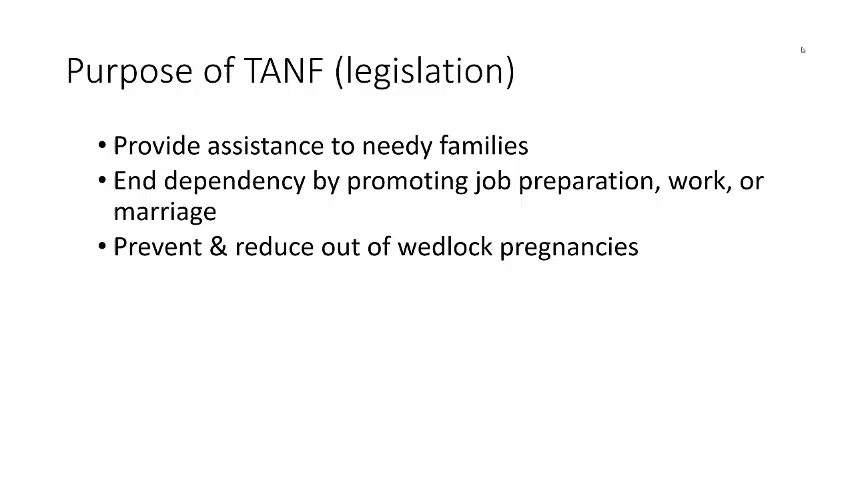 Purpose of TANF (legislation)
• Provide assistance to needy families
• End dependency by promoting job preparation, work, or
marriage
• Prevent & reduce out of wedlock pregnancies